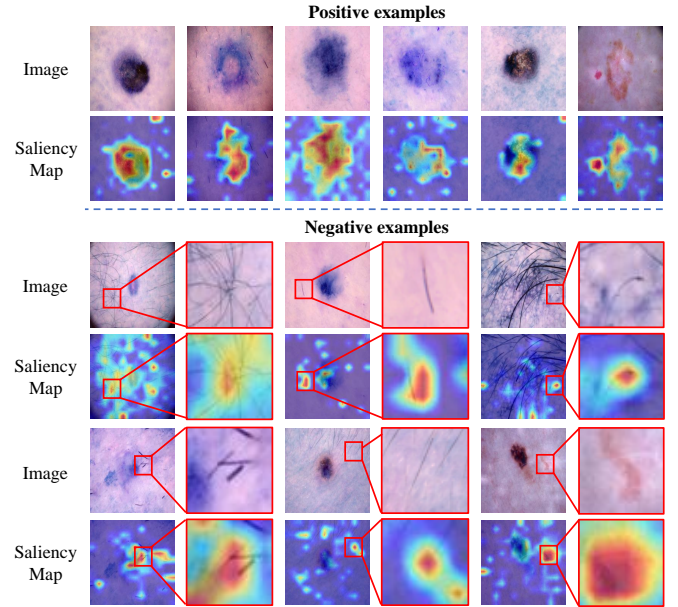 Positive examples
Image
Saliency
Map
Negative examples
Image
Saliency
Map
Image
Saliency
Map